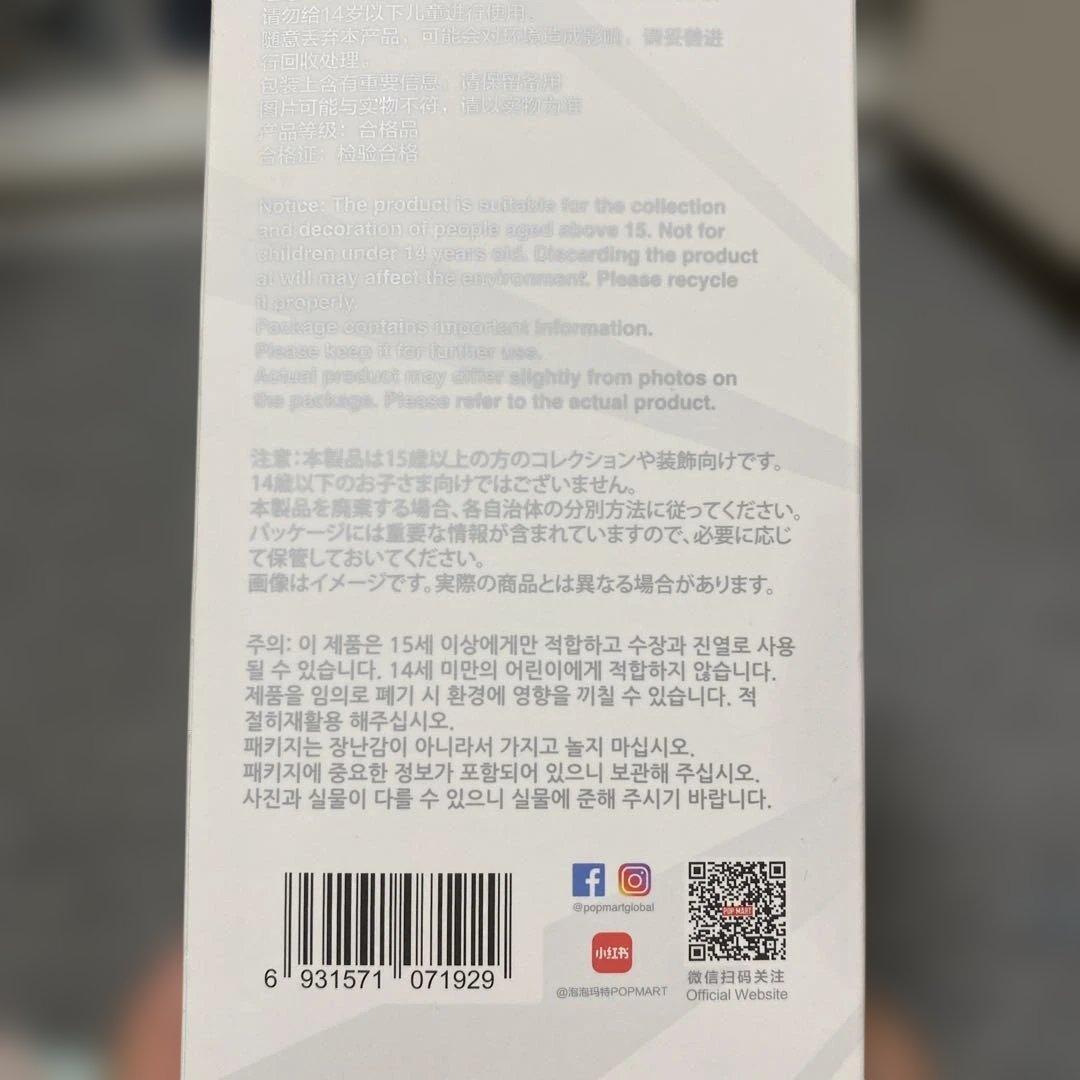 请勿给14岁以下儿童进行使用。
随意丢弃本产品，可能会对环境造成影响，请妥善进
行回收处理。
包装上含有重要信息，请保留备用
图片可能与实物不符，请以实物为准
产品等级：合格品
合格证：检验合格
Notice: The product is suitable for the collection
and decoration of people aged above 15. Not for
children under 14 years old. Discarding the product
at will may affect the environment. Please recycle
it properly.
Package contains important information.
Please keep it for further use.
Actual product may differ slightly from photos on
the package. Please refer to the actual product.
注意：本製品は15歳以上の方のコレクションや装飾向けです。
14歳以下のお子さま向けではございません。
本製品を廃棄する場合、各自治体の分別方法に従ってください。
パッケージには重要な情報が含まれていますので、必要に応じ
て保管しておいてください。
画像はイメージです。実際の商品とは異なる場合があります。
주의: 이 제품은 15세 이상에게만 적합하고 수장과 진열로 사용
될 수 있습니다. 14세 미만의 어린이에게 적합하지 않습니다.
제품을 임의로 폐기 시 환경에 영향을 끼칠 수 있습니다. 적
절히재활용 해주십시오.
패키지는 장난감이 아니라서 가지고 놀지 마십시오.
패키지에 중요한 정보가 포함되어 있으니 보관해 주십시오.
사진과 실물이 다를 수 있으니 실물에 준해 주시기 바랍니다.
6 931571 071929
@popmartglobal
小红书
@泡泡玛特POPMART
POP MART
微信扫码关注
Official Website